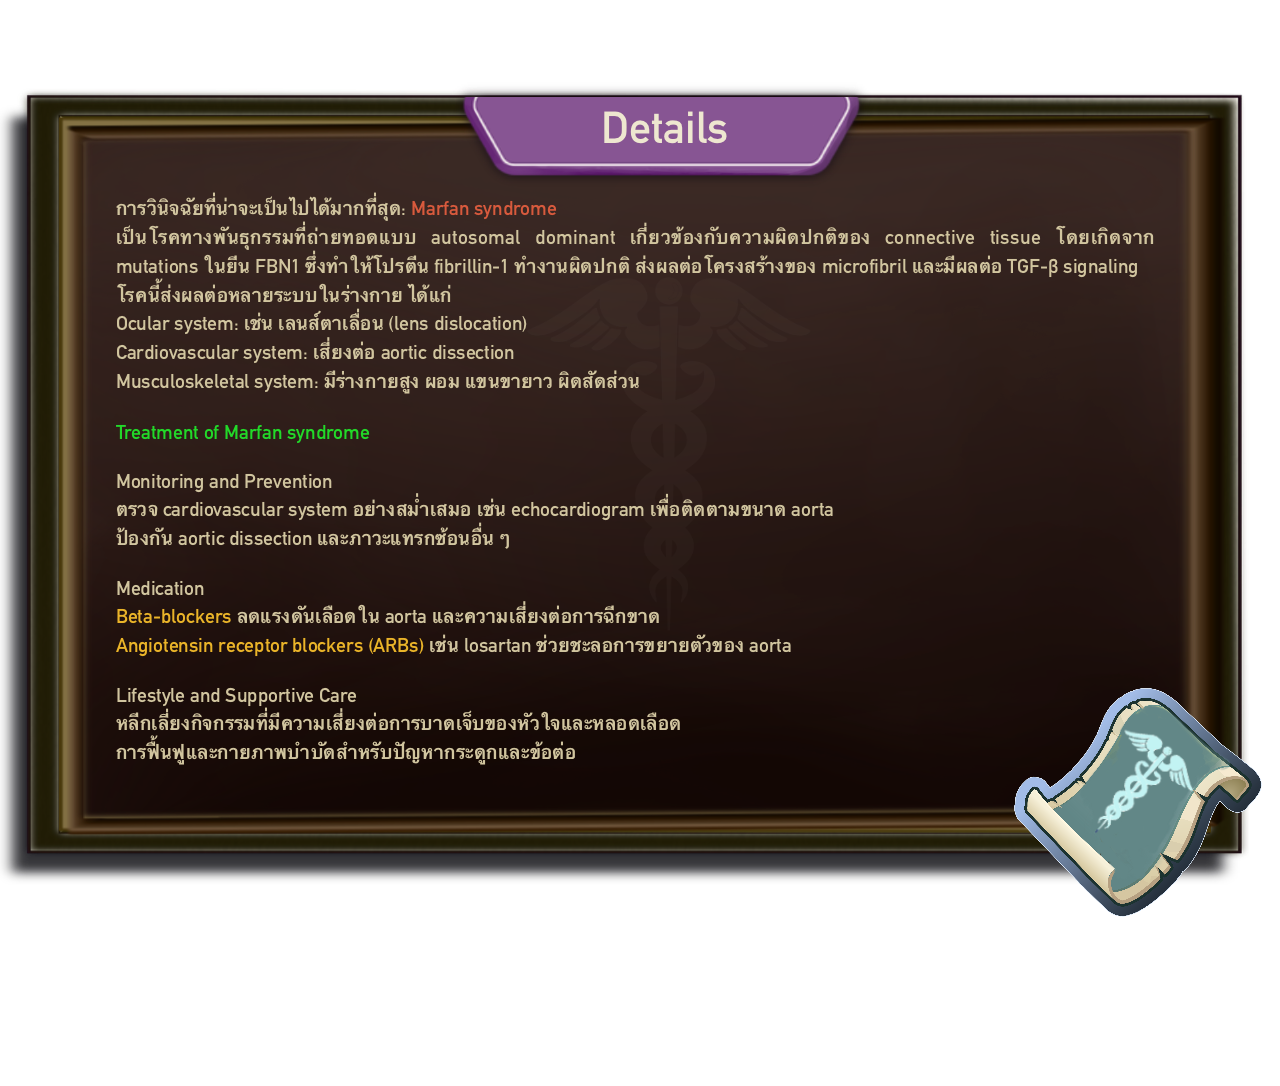 Details
การวินิจฉัยที่น่าจะเป็นไปได้มากที่สุด: Marfan syndrome
เป็นโรคทางพันธุกรรมที่ถ่ายทอดแบบ autosomal dominant เกี่ยวข้องกับความผิดปกติของ connective tissue โดยเกิดจาก
mutations ในยีน FBN1 ซึ่งทำให้โปรตีน fibrillin-1 ทำงานผิดปกติ ส่งผลต่อโครงสร้างของ microfibril และมีผลต่อ TGF-β signaling
โรคนี้ส่งผลต่อหลายระบบในร่างกาย ได้แก่
Ocular system: เช่น เลนส์ตาเลื่อน (lens dislocation)
Cardiovascular system: เสี่ยงต่อ aortic dissection
Musculoskeletal system: มีร่างกายสูง ผอม แขนขายาว ผิดสัดส่วน
Treatment of Marfan syndrome
Monitoring and Prevention
ตรวจ cardiovascular system อย่างสม่ำเสมอ เช่น echocardiogram เพื่อติดตามขนาด aorta
ป้องกัน aortic dissection และภาวะแทรกซ้อนอื่น ๆ
Medication
Beta-blockers ลดแรงดันเลือดใน aorta และความเสี่ยงต่อการฉีกขาด
Angiotensin receptor blockers (ARBs) เช่น losartan ช่วยชะลอการขยายตัวของ aorta
Lifestyle and Supportive Care
หลีกเลี่ยงกิจกรรมที่มีความเสี่ยงต่อการบาดเจ็บของหัวใจและหลอดเลือด
การฟื้นฟูและกายภาพบำบัดสำหรับปัญหากระดูกและข้อต่อ